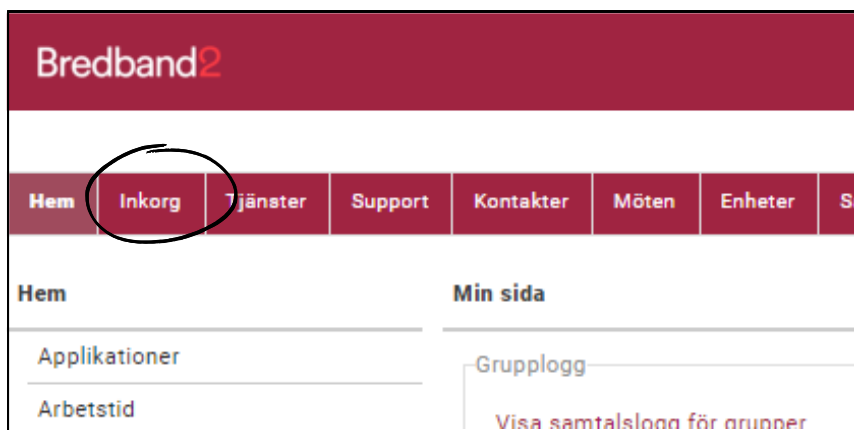 Bredband2
Hem Inkorg Tjänster Support Kontakter Möten Enheter
Hem
Min sida
Applikationer
Grupplogg
Arbetstid
Visa samtalslogg för grupper